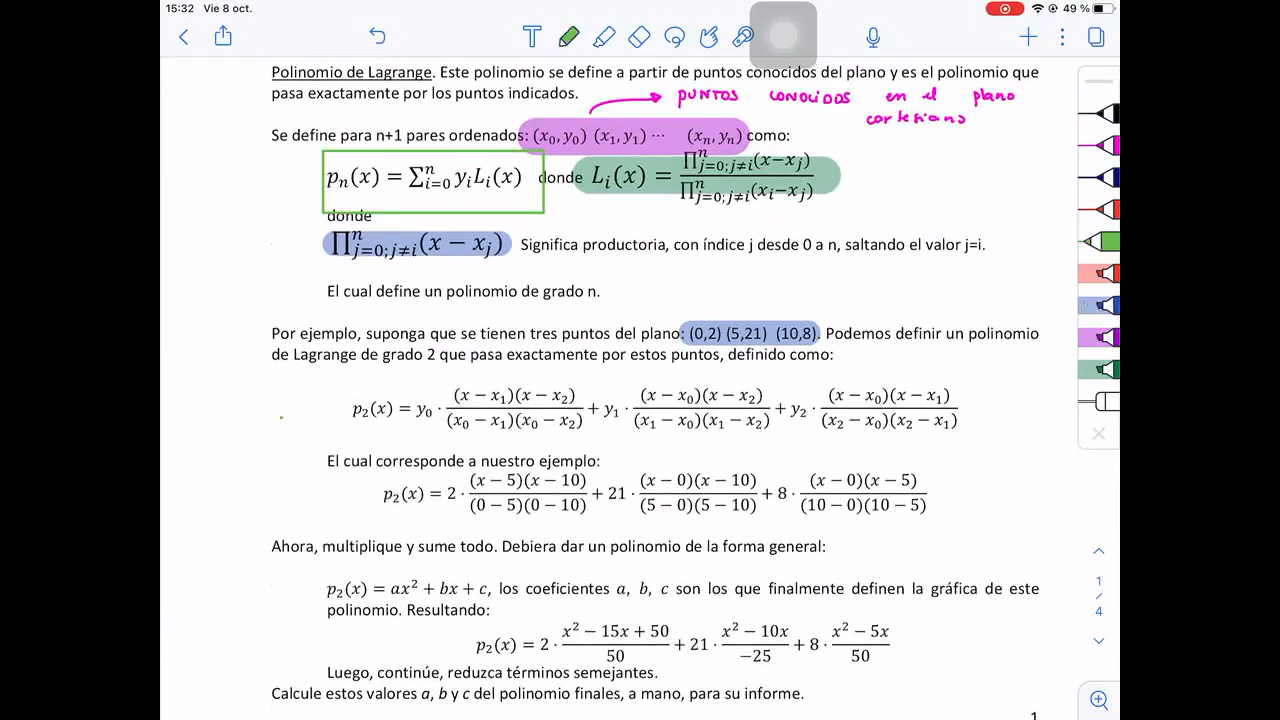 15:32 Vie 8 oct. 49 %
T
Polinomio de Lagrange. Este polinomio se define a partir de puntos conocidos del plano y es el polinomio que
pasa exactamente por los puntos indicados.
PUNTOS CONOCIDOS en el plano
cartesiano
Se define para n+1 pares ordenados: (x₀,y₀) (x₁,y₁) ⋯ (xₙ,yₙ) como:
pₙ(x) = ∑ⁿᵢ₌₀ yᵢLᵢ(x) donde Lᵢ(x) = ∏ⁿⱼ₌₀;ⱼ≠ᵢ(x−xⱼ) / ∏ⁿⱼ₌₀;ⱼ≠ᵢ(xᵢ−xⱼ)
donde
∏ⁿⱼ₌₀;ⱼ≠ᵢ(x − xⱼ) Significa productoria, con índice j desde 0 a n, saltando el valor j=i.
El cual define un polinomio de grado n.
Por ejemplo, suponga que se tienen tres puntos del plano: (0,2) (5,21) (10,8). Podemos definir un polinomio
de Lagrange de grado 2 que pasa exactamente por estos puntos, definido como:
p₂(x) = y₀ · (x − x₁)(x − x₂) / (x₀ − x₁)(x₀ − x₂) + y₁ · (x − x₀)(x − x₂) / (x₁ − x₀)(x₁ − x₂) + y₂ · (x − x₀)(x − x₁) / (x₂ − x₀)(x₂ − x₁)
El cual corresponde a nuestro ejemplo:
p₂(x) = 2 · (x − 5)(x − 10) / (0 − 5)(0 − 10) + 21 · (x − 0)(x − 10) / (5 − 0)(5 − 10) + 8 · (x − 0)(x − 5) / (10 − 0)(10 − 5)
Ahora, multiplique y sume todo. Debiera dar un polinomio de la forma general:
p₂(x) = ax² + bx + c, los coeficientes a, b, c son los que finalmente definen la gráfica de este
polinomio. Resultando:
p₂(x) = 2 · x² − 15x + 50 / 50 + 21 · x² − 10x / −25 + 8 · x² − 5x / 50
Luego, continúe, reduzca términos semejantes.
Calcule estos valores a, b y c del polinomio finales, a mano, para su informe.
1
/
4
1